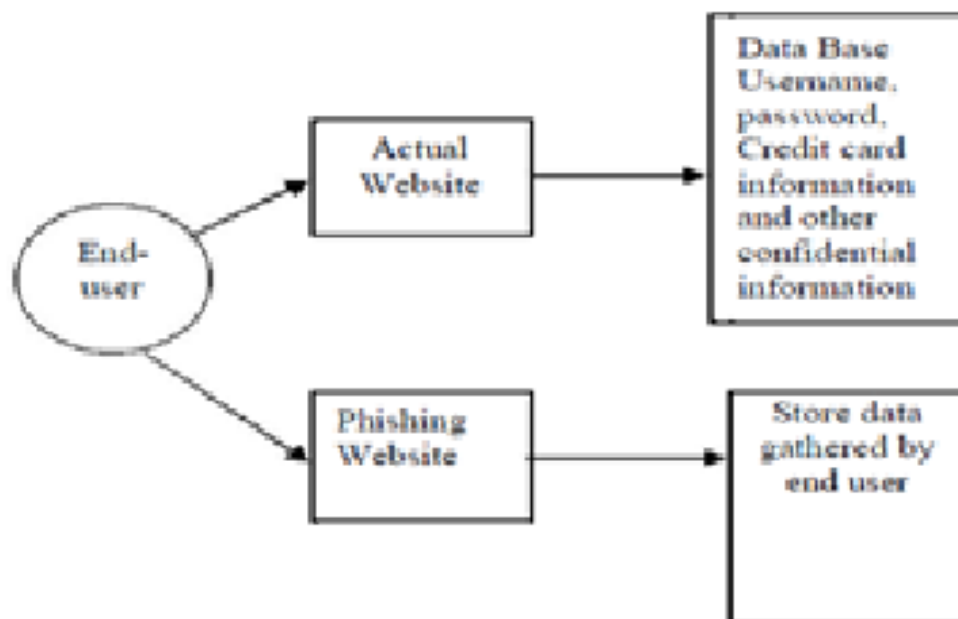 End-
user
Actual
Website
Data Base
Username,
password,
Credit card
information
and other
confidential
information
Phishing
Website
Store data
gathered by
end user